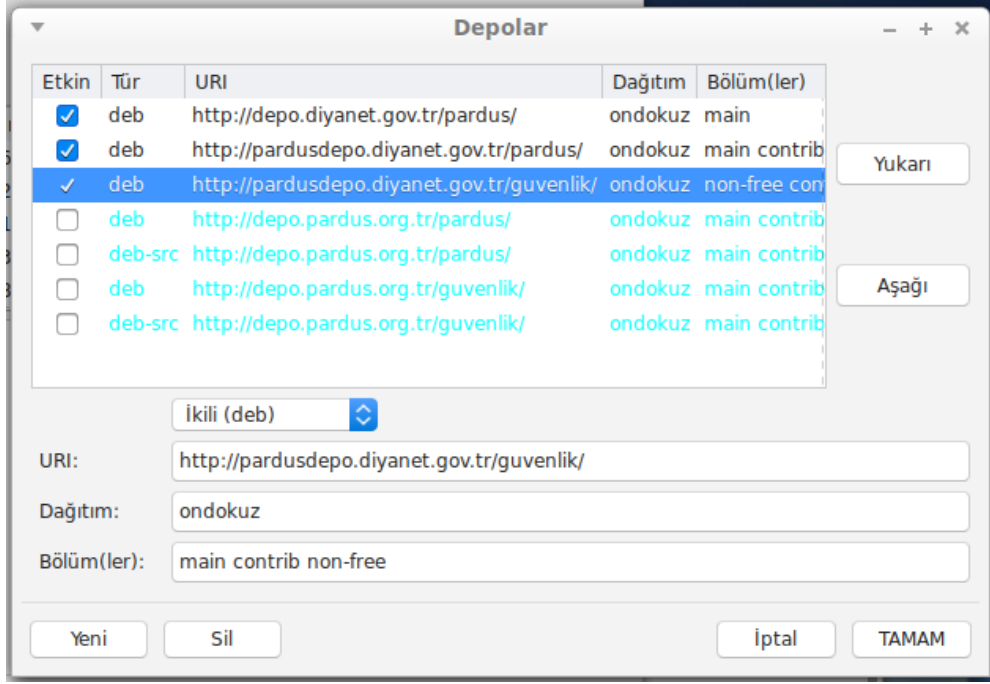 Depolar
Etkin Tür URI Dağıtım Bölüm(ler)
deb http://depo.diyanet.gov.tr/pardus/ ondokuz main
deb http://pardusdepo.diyanet.gov.tr/pardus/ ondokuz main contrib
deb http://pardusdepo.diyanet.gov.tr/guvenlik/ ondokuz non-free con
deb http://depo.pardus.org.tr/pardus/ ondokuz main contrib
deb-src http://depo.pardus.org.tr/pardus/ ondokuz main contrib
deb http://depo.pardus.org.tr/guvenlik/ ondokuz main contrib
deb-src http://depo.pardus.org.tr/guvenlik/ ondokuz main contrib
Yukarı
Aşağı
İkili (deb)
URI: http://pardusdepo.diyanet.gov.tr/guvenlik/
Dağıtım: ondokuz
Bölüm(ler): main contrib non-free
Yeni Sil İptal TAMAM